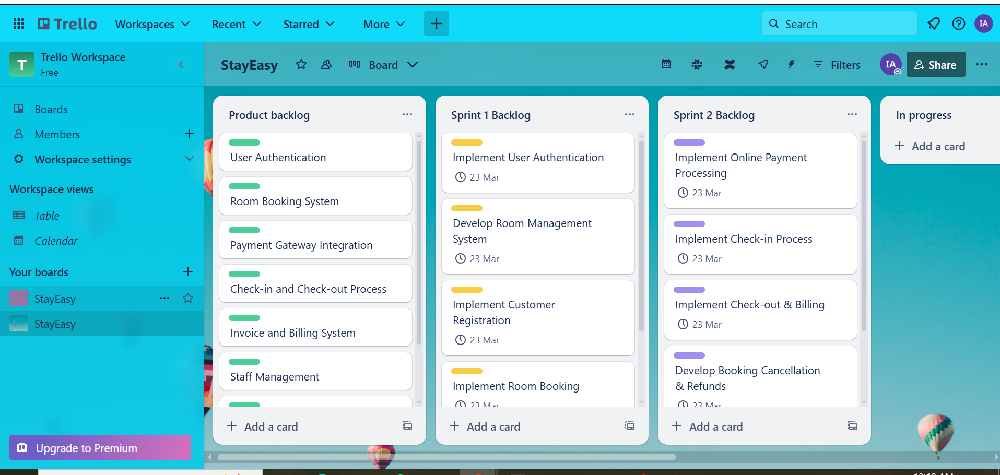 Trello
Workspaces
Recent
Starred
More
Search
IA
T
Trello Workspace
Free
StayEasy
Board
Filters
IA
Share
Boards
Members
Workspace settings
Workspace views
Table
Calendar
Your boards
StayEasy
StayEasy
Upgrade to Premium
Product backlog
User Authentication
Room Booking System
Payment Gateway Integration
Check-in and Check-out Process
Invoice and Billing System
Staff Management
Add a card
Sprint 1 Backlog
Implement User Authentication
23 Mar
Develop Room Management
System
23 Mar
Implement Customer
Registration
23 Mar
Implement Room Booking
23 Mar
Add a card
Sprint 2 Backlog
Implement Online Payment
Processing
23 Mar
Implement Check-in Process
23 Mar
Implement Check-out & Billing
23 Mar
Develop Booking Cancellation
& Refunds
23 Mar
Add a card
In progress
Add a card